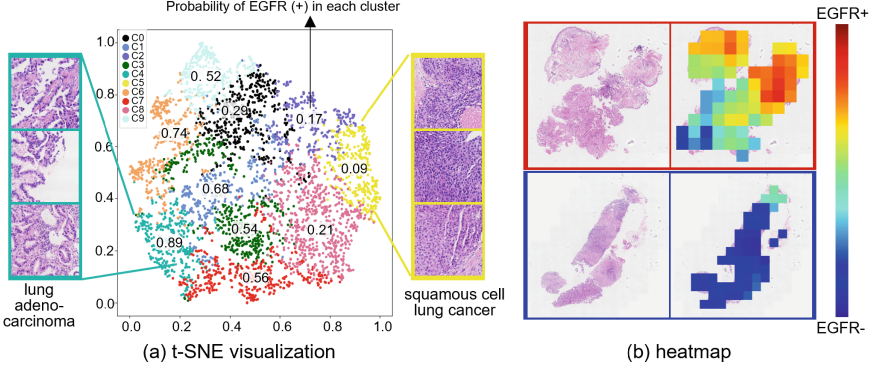 Probability of EGFR (+) in each cluster
C0
C1
C2
C3
C4
C5
C6
C7
C8
C9
1.0
0.8
0.6
0.4
0.2
0.0
0.0
0.2
0.4
0.6
0.8
1.0
0. 52
0.29
0.17
0.74
0.09
0.68
0.54
0.21
0.89
0.56
lung
adeno-
carcinoma
squamous cell
lung cancer
(a) t-SNE visualization
EGFR+
EGFR-
(b) heatmap